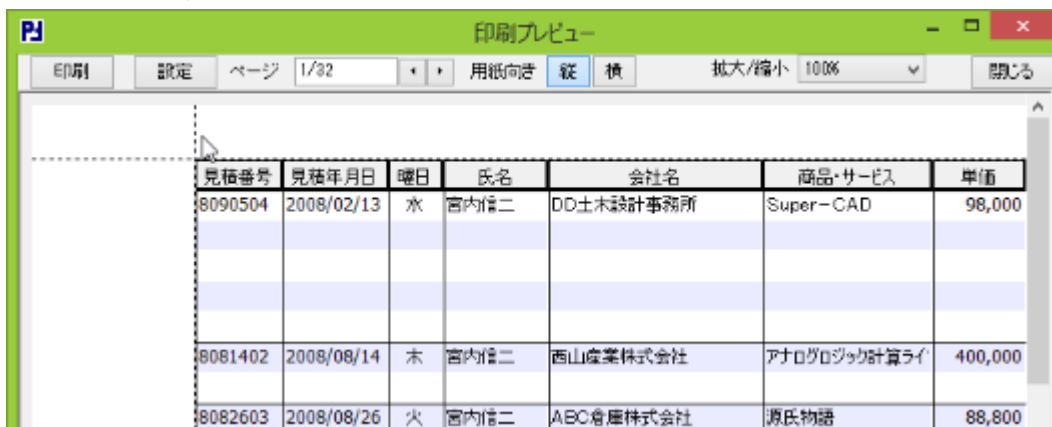 印刷プレビュー
印刷 設定 ページ 1/32 用紙向き 縦 横 拡大/縮小 100% 閉じる
見積番号 見積年月日 曜日 氏名 会社名 商品・サービス 単価
8090504 2008/02/13 水 宮内信二 DD土木設計事務所 Super-CAD 98,000
8081402 2008/08/14 木 宮内信二 西山産業株式会社 アナログロジック計算ライ 400,000
8082603 2008/08/26 火 宮内信二 ABC倉庫株式会社 源氏物語 88,800